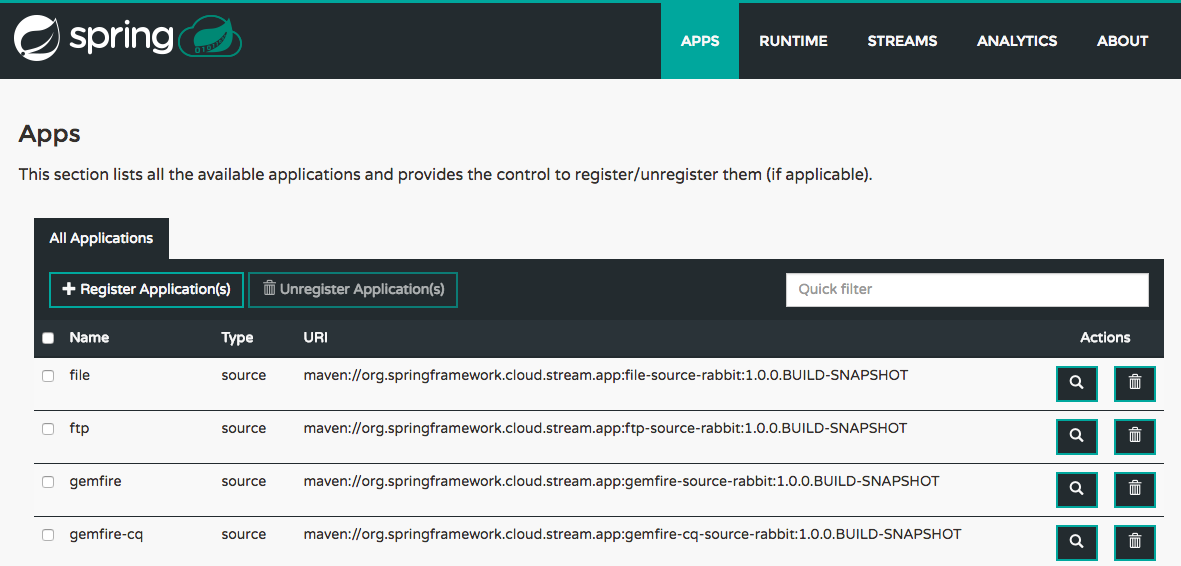 spring
APPS RUNTIME STREAMS ANALYTICS ABOUT
Apps
This section lists all the available applications and provides the control to register/unregister them (if applicable).
All Applications
Register Application(s) Unregister Application(s) Quick filter
Name Type URI Actions
file source maven://org.springframework.cloud.stream.app:file-source-rabbit:1.0.0.BUILD-SNAPSHOT
ftp source maven://org.springframework.cloud.stream.app:ftp-source-rabbit:1.0.0.BUILD-SNAPSHOT
gemfire source maven://org.springframework.cloud.stream.app:gemfire-source-rabbit:1.0.0.BUILD-SNAPSHOT
gemfire-cq source maven://org.springframework.cloud.stream.app:gemfire-cq-source-rabbit:1.0.0.BUILD-SNAPSHOT